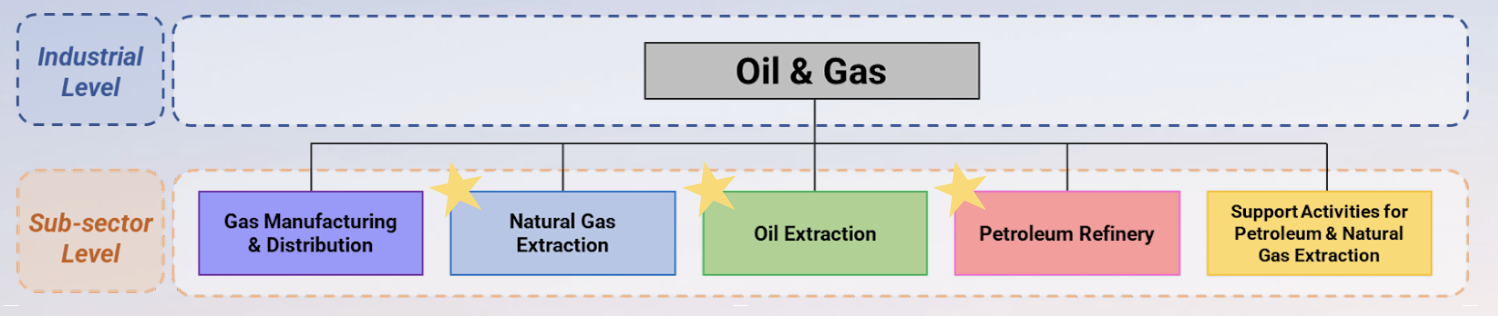 Industrial
Level
Oil & Gas
Sub-sector
Level
Gas Manufacturing
& Distribution
Natural Gas
Extraction
Oil Extraction
Petroleum Refinery
Support Activities for
Petroleum & Natural
Gas Extraction